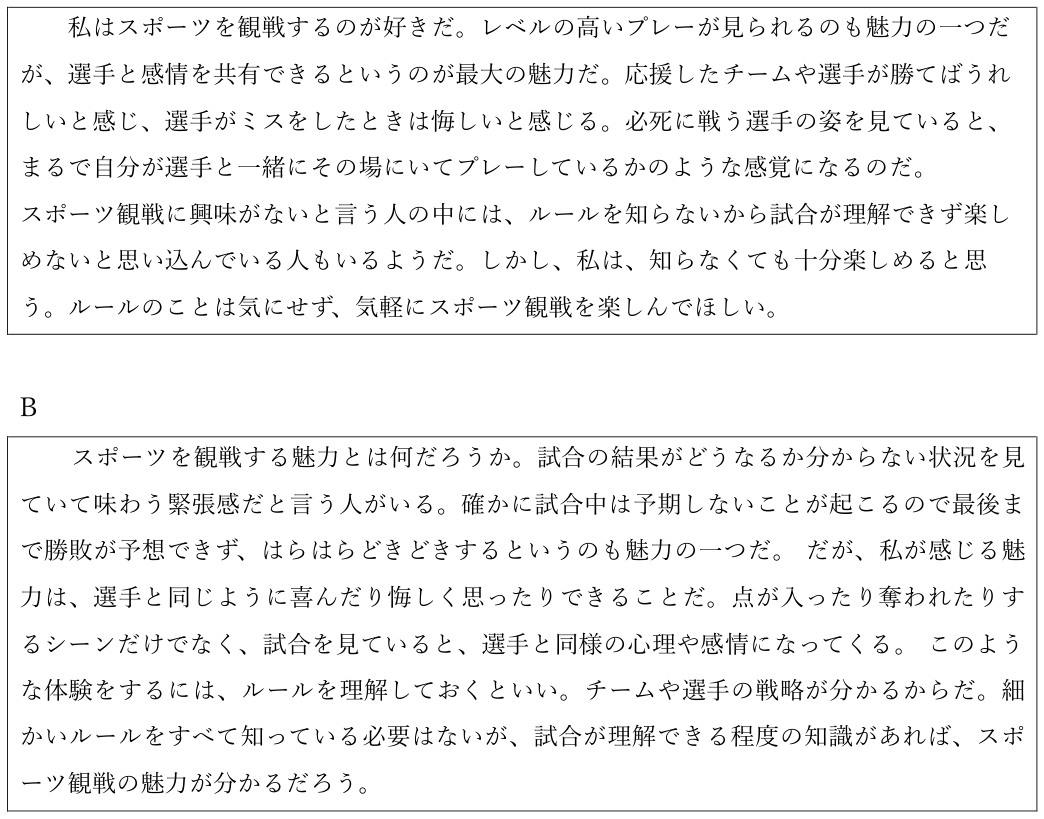 私はスポーツを観戦するのが好きだ。レベルの高いプレーが見られるのも魅力の一つだ
が、選手と感情を共有できるというのが最大の魅力だ。応援したチームや選手が勝てばうれ
しいと感じ、選手がミスをしたときは悔しいと感じる。必死に戦う選手の姿を見ていると、
まるで自分が選手と一緒にその場にいてプレーしているかのような感覚になるのだ。
スポーツ観戦に興味がないと言う人の中には、ルールを知らないから試合が理解できず楽し
めないと思い込んでいる人もいるようだ。しかし、私は、知らなくても十分楽しめると思
う。ルールのことは気にせず、気軽にスポーツ観戦を楽しんでほしい。
B
スポーツを観戦する魅力とは何だろうか。試合の結果がどうなるか分からない状況を見
ていて味わう緊張感だと言う人がいる。確かに試合中は予期しないことが起こるので最後ま
で勝敗が予想できず、はらはらどきどきするというのも魅力の一つだ。 だが、私が感じる魅
力は、選手と同じように喜んだり悔しく思ったりできることだ。点が入ったり奪われたりす
るシーンだけでなく、試合を見ていると、選手と同様の心理や感情になってくる。 このよう
な体験をするには、ルールを理解しておくといい。チームや選手の戦略が分かるからだ。細
かいルールをすべて知っている必要はないが、試合が理解できる程度の知識があれば、スポ
ーツ観戦の魅力が分かるだろう。